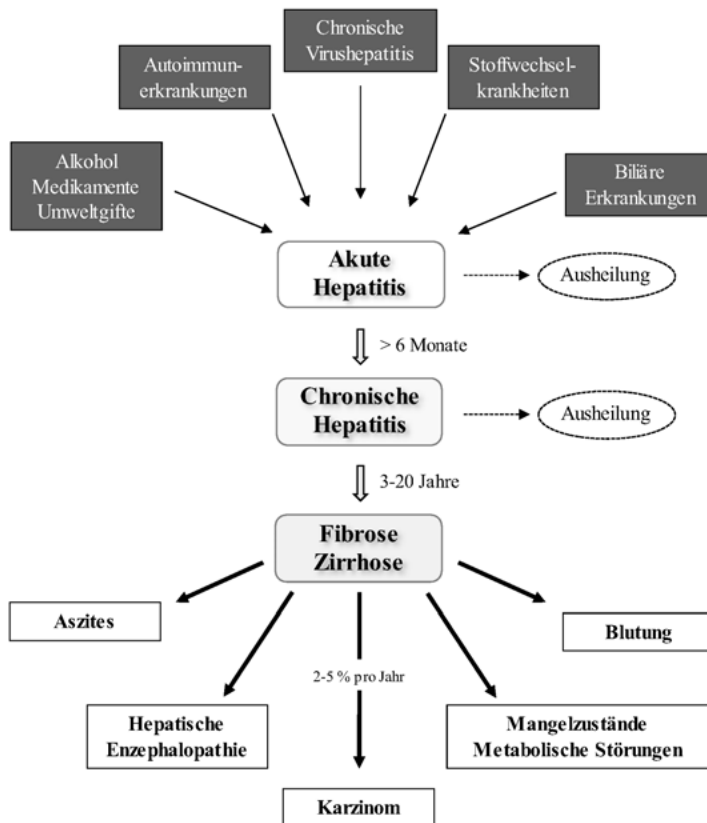 Chronische
Virushepatitis
Autoimmun-
erkrankungen
Stoffwechsel-
krankheiten
Alkohol
Medikamente
Umweltgifte
Biliäre
Erkrankungen
Akute
Hepatitis
Ausheilung
> 6 Monate
Chronische
Hepatitis
Ausheilung
3-20 Jahre
Fibrose
Zirrhose
Aszites
Blutung
2-5 % pro Jahr
Hepatische
Enzephalopathie
Mangelzustände
Metabolische Störungen
Karzinom